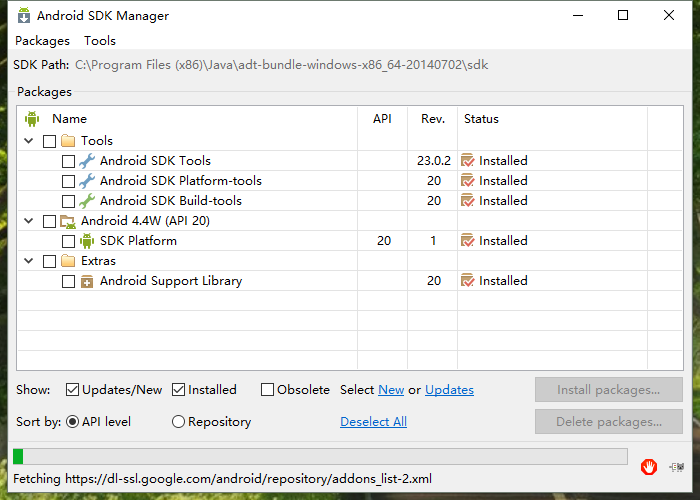 Android SDK Manager
Packages Tools
SDK Path: C:\Program Files (x86)\Java\adt-bundle-windows-x86_64-20140702\sdk
Packages
Name API Rev. Status
Tools
Android SDK Tools 23.0.2 Installed
Android SDK Platform-tools 20 Installed
Android SDK Build-tools 20 Installed
Android 4.4W (API 20)
SDK Platform 20 1 Installed
Extras
Android Support Library 20 Installed
Show: Updates/New Installed Obsolete Select New or Updates Install packages...
Sort by: API level Repository Deselect All Delete packages...
Fetching https://dl-ssl.google.com/android/repository/addons_list-2.xml